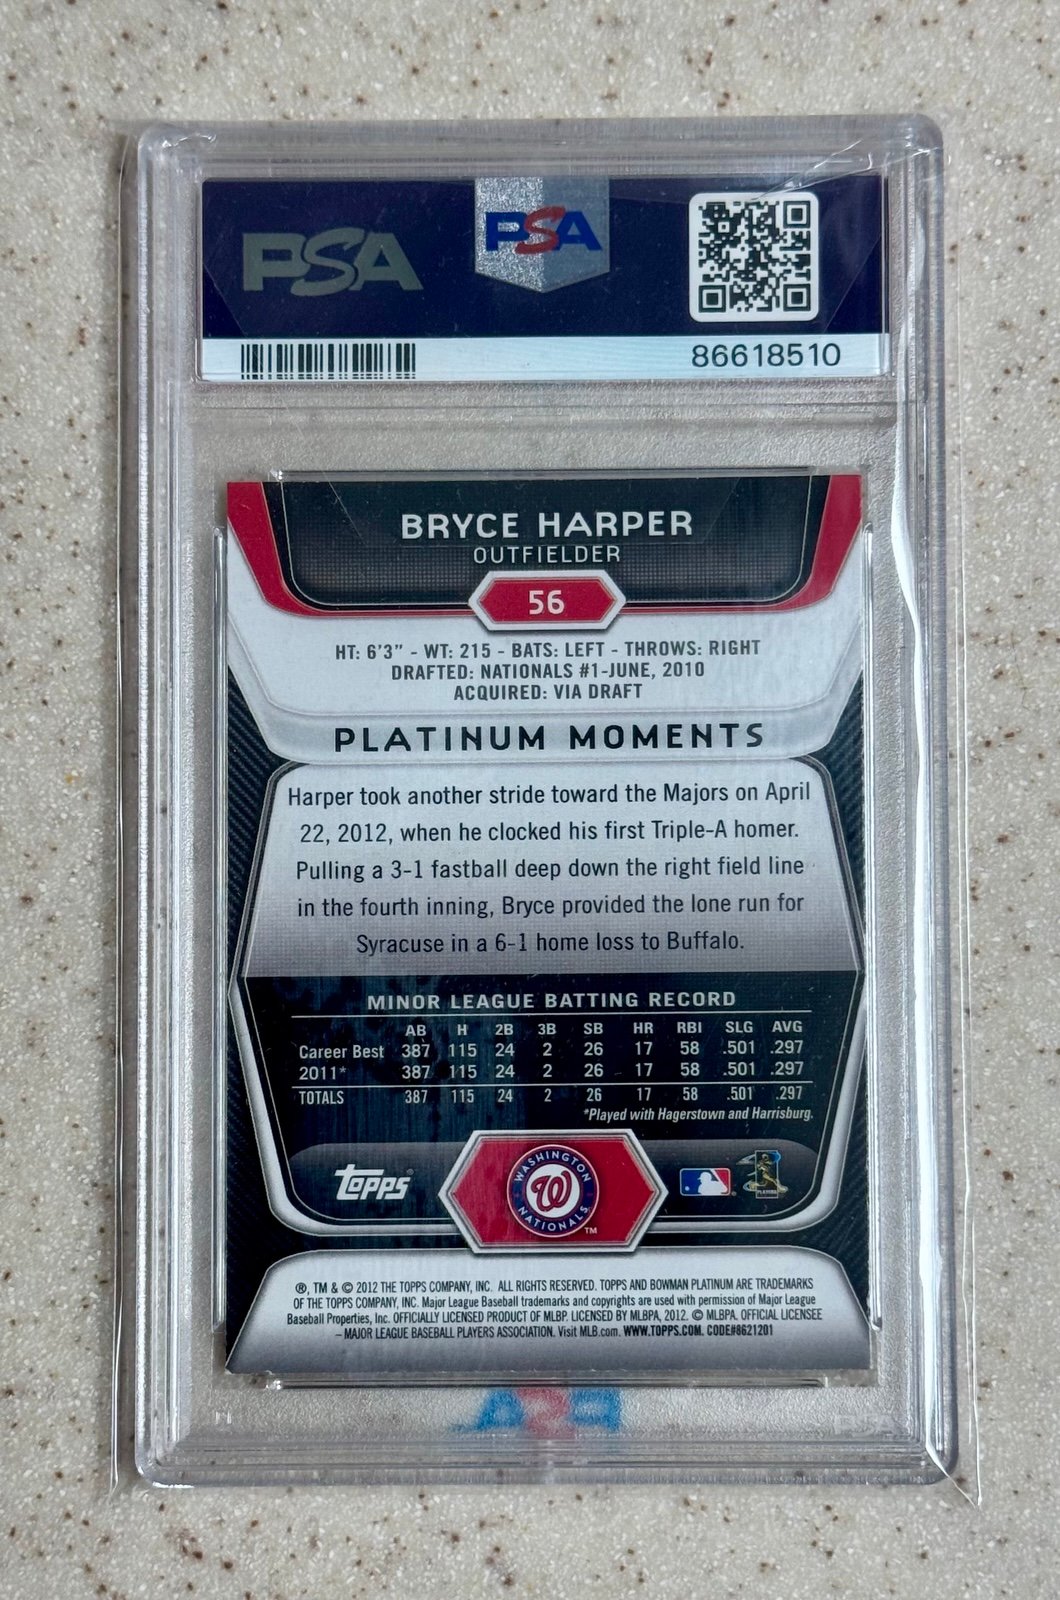 PSA
PSA
86618510
BRYCE HARPER
OUTFIELDER
56
HT: 6'3" - WT: 215 - BATS: LEFT - THROWS: RIGHT
DRAFTED: NATIONALS #1-JUNE, 2010
ACQUIRED: VIA DRAFT
PLATINUM MOMENTS
Harper took another stride toward the Majors on April
22, 2012, when he clocked his first Triple-A homer.
Pulling a 3-1 fastball deep down the right field line
in the fourth inning, Bryce provided the lone run for
Syracuse in a 6-1 home loss to Buffalo.
MINOR LEAGUE BATTING RECORD
AB H 2B 3B SB HR RBI SLG AVG
Career Best 387 115 24 2 26 17 58 .501 .297
2011* 387 115 24 2 26 17 58 .501 .297
TOTALS 387 115 24 2 26 17 58 .501 .297
*Played with Hagerstown and Harrisburg.
Topps®
WASHINGTON
W
NATIONALS
™
PLAYERS
®, TM & © 2012 THE TOPPS COMPANY, INC. ALL RIGHTS RESERVED. TOPPS AND BOWMAN PLATINUM ARE TRADEMARKS
OF THE TOPPS COMPANY, INC. Major League Baseball trademarks and copyrights are used with permission of Major League
Baseball Properties, Inc. OFFICIALLY LICENSED PRODUCT OF MLBP. LICENSED BY MLBPA, 2012. © MLBPA. OFFICIAL LICENSEE
– MAJOR LEAGUE BASEBALL PLAYERS ASSOCIATION. Visit MLB.com. WWW.TOPPS.COM. CODE#8621201
PSA